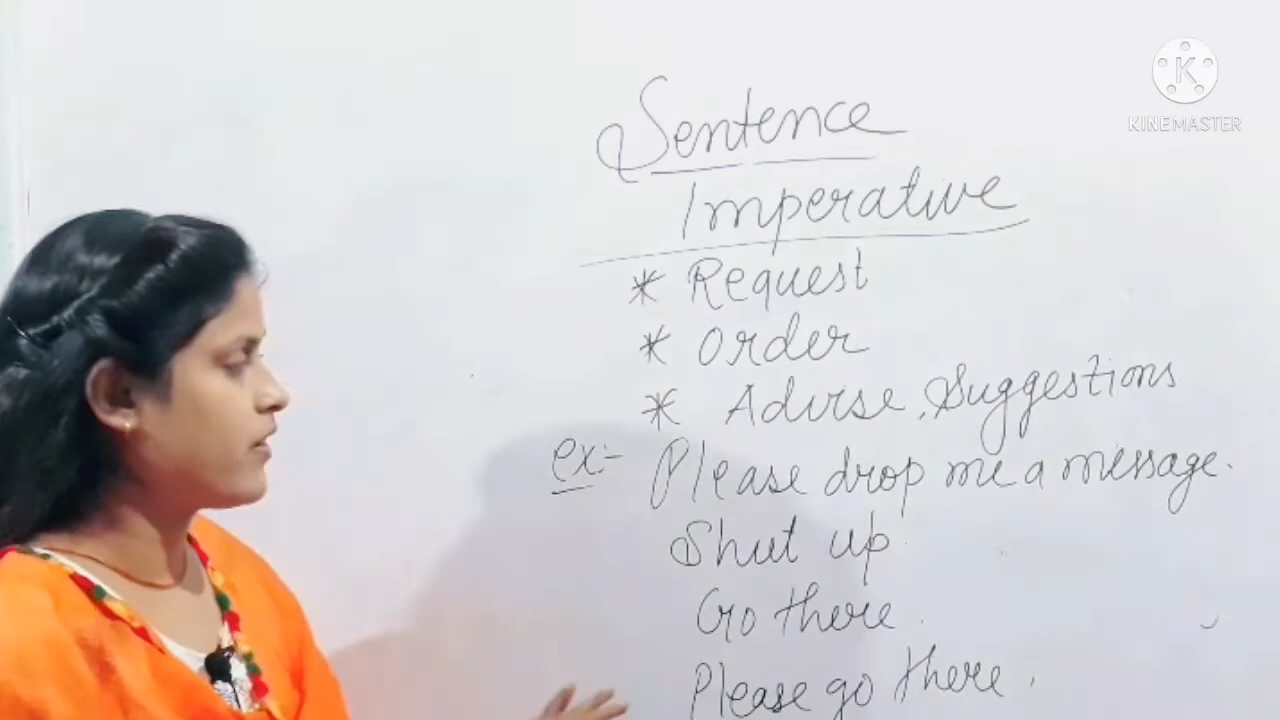 Sentence
Imperative
* Request
* Order
* Advise, Suggestions
ex:- Please drop me a message.
Shut up
Go there.
Please go there.
K
KINEMASTER